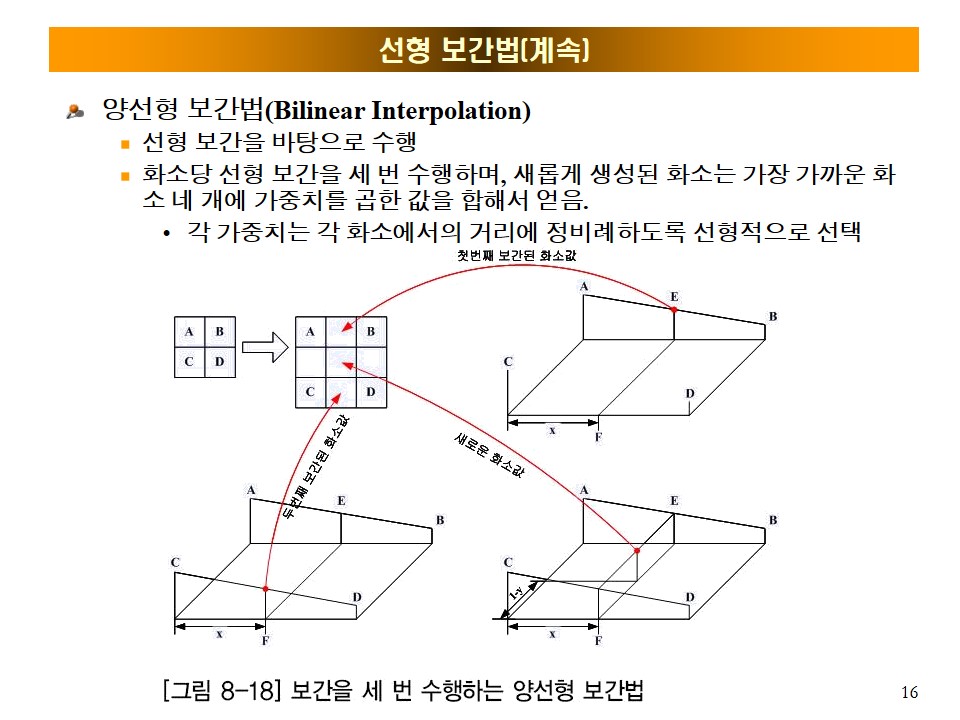 선형 보간법(계속)
양선형 보간법(Bilinear Interpolation)
선형 보간을 바탕으로 수행
화소당 선형 보간을 세 번 수행하며, 새롭게 생성된 화소는 가장 가까운 화
소 네 개에 가중치를 곱한 값을 합해서 얻음.
• 각 가중치는 각 화소에서의 거리에 정비례하도록 선형적으로 선택
첫번째 보간된 화소값
A B
C D
A B
C D
A E B
C D
x
F
두번째 보간된 화소값
새로운 화소값
A E B
C D
x
F
A E B
C D
1-y
x
F
[그림 8-18] 보간을 세 번 수행하는 양선형 보간법
16